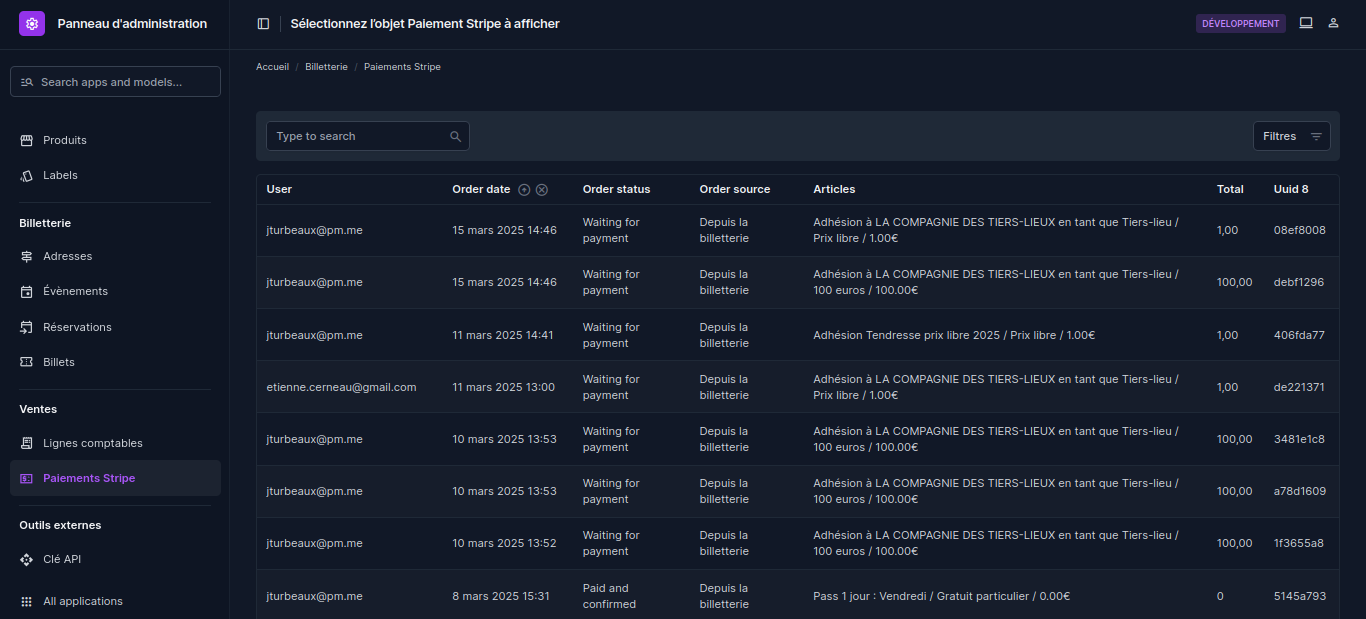 Panneau d'administration
Sélectionnez l'objet Paiement Stripe à afficher
DÉVELOPPEMENT
Search apps and models...
Produits
Labels
Billetterie
Adresses
Évènements
Réservations
Billets
Ventes
Lignes comptables
Paiements Stripe
Outils externes
Clé API
All applications
Accueil / Billetterie / Paiements Stripe
Type to search
Filtres
User Order date Order status Order source Articles Total Uuid 8
jturbeaux@pm.me 15 mars 2025 14:46 Waiting for payment Depuis la billetterie Adhésion à LA COMPAGNIE DES TIERS-LIEUX en tant que Tiers-lieu / Prix libre / 1.00€ 1,00 08ef8008
jturbeaux@pm.me 15 mars 2025 14:46 Waiting for payment Depuis la billetterie Adhésion à LA COMPAGNIE DES TIERS-LIEUX en tant que Tiers-lieu / 100 euros / 100.00€ 100,00 debf1296
jturbeaux@pm.me 11 mars 2025 14:41 Waiting for payment Depuis la billetterie Adhésion Tendresse prix libre 2025 / Prix libre / 1.00€ 1,00 406fda77
etienne.cerneau@gmail.com 11 mars 2025 13:00 Waiting for payment Depuis la billetterie Adhésion à LA COMPAGNIE DES TIERS-LIEUX en tant que Tiers-lieu / Prix libre / 1.00€ 1,00 de221371
jturbeaux@pm.me 10 mars 2025 13:53 Waiting for payment Depuis la billetterie Adhésion à LA COMPAGNIE DES TIERS-LIEUX en tant que Tiers-lieu / 100 euros / 100.00€ 100,00 3481e1c8
jturbeaux@pm.me 10 mars 2025 13:53 Waiting for payment Depuis la billetterie Adhésion à LA COMPAGNIE DES TIERS-LIEUX en tant que Tiers-lieu / 100 euros / 100.00€ 100,00 a78d1609
jturbeaux@pm.me 10 mars 2025 13:52 Waiting for payment Depuis la billetterie Adhésion à LA COMPAGNIE DES TIERS-LIEUX en tant que Tiers-lieu / 100 euros / 100.00€ 100,00 1f3655a8
jturbeaux@pm.me 8 mars 2025 15:31 Paid and confirmed Depuis la billetterie Pass 1 jour : Vendredi / Gratuit particulier / 0.00€ 0 5145a793